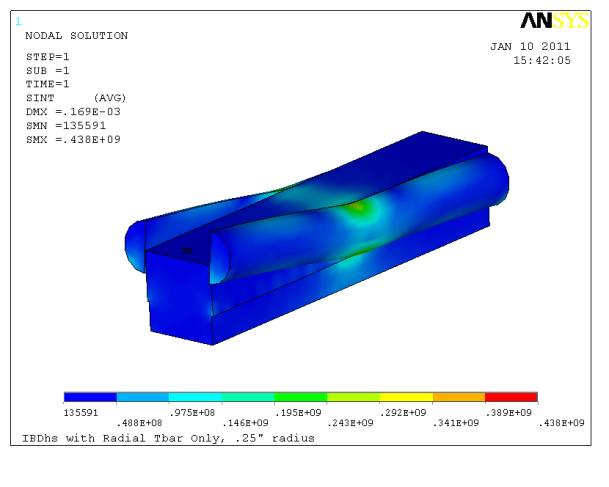 1
ANSYS
NODAL SOLUTION
JAN 10 2011
15:42:05
STEP=1
SUB =1
TIME=1
SINT (AVG)
DMX =.169E-03
SMN =135591
SMX =.438E+09
135591 .975E+08 .195E+09 .292E+09 .389E+09
.488E+08 .146E+09 .243E+09 .341E+09 .438E+09
IBDhs with Radial Tbar Only, .25" radius